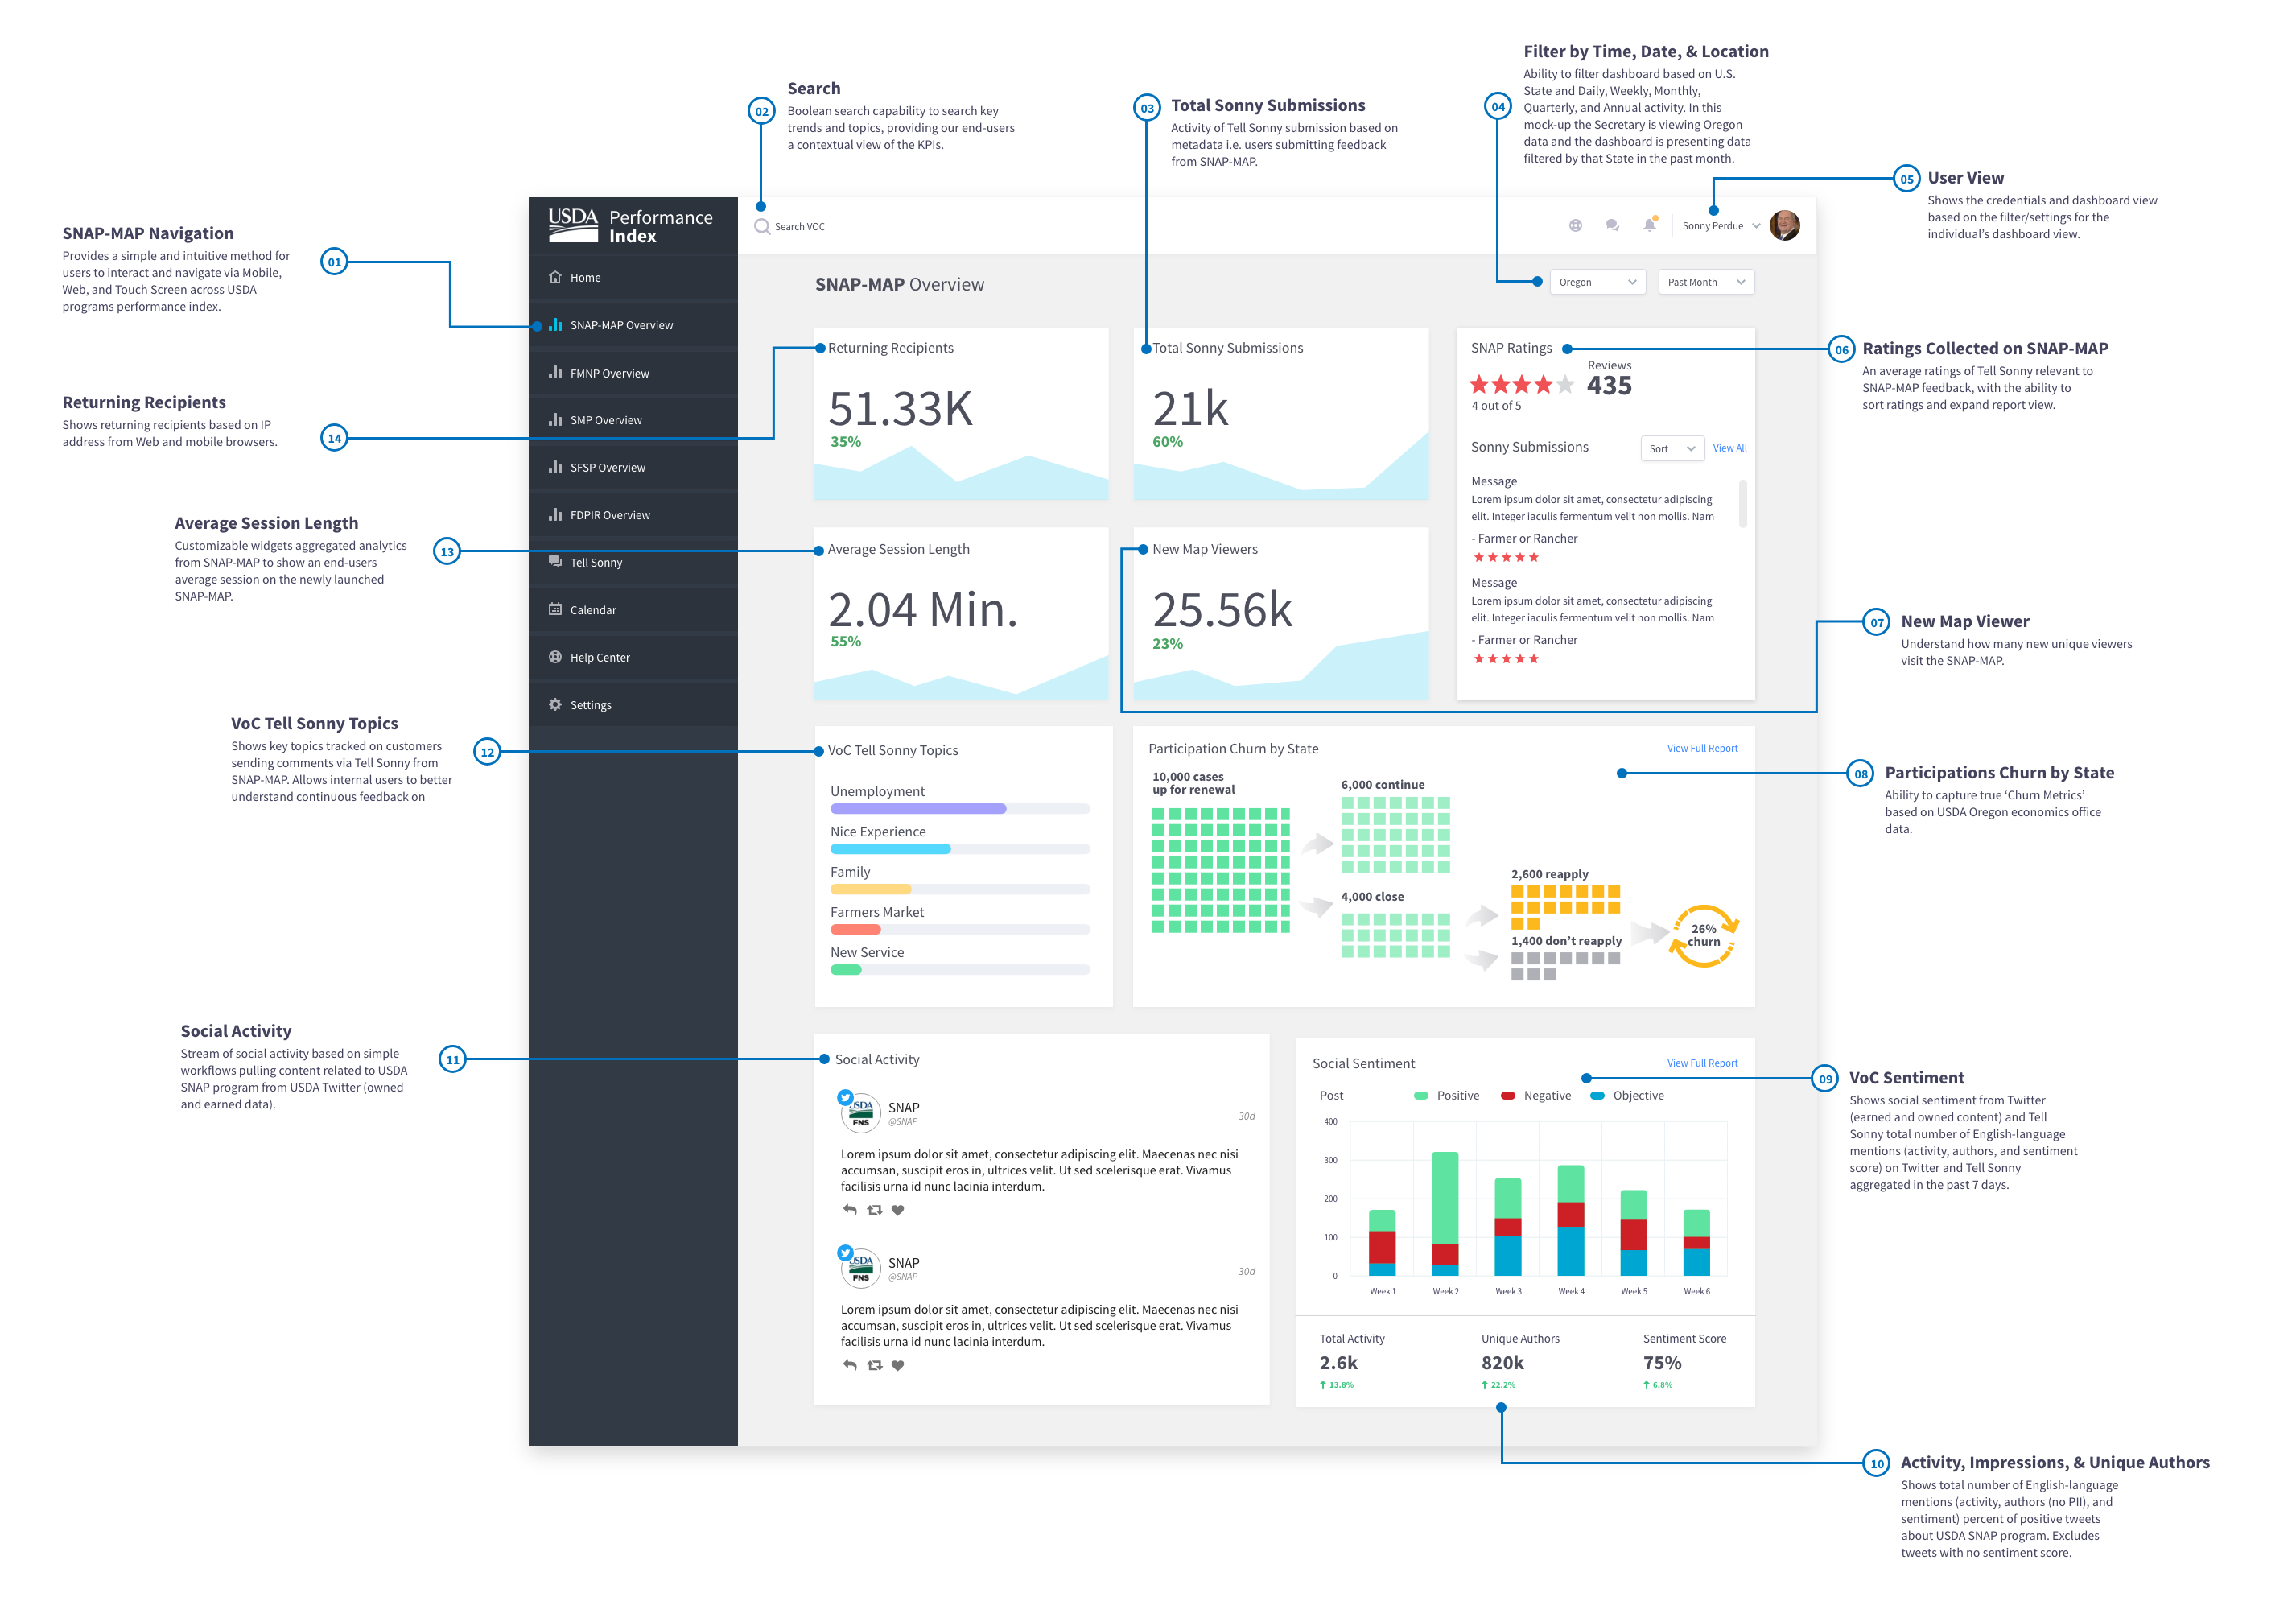 Filter by Time, Date, & Location
Ability to filter dashboard based on U.S.
State and Daily, Weekly, Monthly,
Quarterly, and Annual activity. In this
mock-up the Secretary is viewing Oregon
data and the dashboard is presenting data
filtered by that State in the past month.
04
Search
Boolean search capability to search key
trends and topics, providing our end-users
a contextual view of the KPIs.
02
Total Sonny Submissions
Activity of Tell Sonny submission based on
metadata i.e. users submitting feedback
from SNAP-MAP.
03
05
User View
Shows the credentials and dashboard view
based on the filter/settings for the
individual's dashboard view.
SNAP-MAP Navigation
Provides a simple and intuitive method for
users to interact and navigate via Mobile,
Web, and Touch Screen across USDA
programs performance index.
01
Returning Recipients
Shows returning recipients based on IP
address from Web and mobile browsers.
14
Average Session Length
Customizable widgets aggregated analytics
from SNAP-MAP to show an end-users
average session on the newly launched
SNAP-MAP.
13
VoC Tell Sonny Topics
Shows key topics tracked on customers
sending comments via Tell Sonny from
SNAP-MAP. Allows internal users to better
understand continuous feedback on
12
Social Activity
Stream of social activity based on simple
workflows pulling content related to USDA
SNAP program from USDA Twitter (owned
and earned data).
11
USDA Performance
Index
Home
SNAP-MAP Overview
FMNP Overview
SMP Overview
SFSP Overview
FDPIR Overview
Tell Sonny
Calendar
Help Center
Settings
Search VOC
Sonny Perdue
SNAP-MAP Overview
Oregon
Past Month
Returning Recipients
51.33K
35%
Total Sonny Submissions
21k
60%
SNAP Ratings
Reviews
435
4 out of 5
Sonny Submissions
Sort
View All
Message
Lorem ipsum dolor sit amet, consectetur adipiscing
elit. Integer iaculis fermentum velit non mollis. Nam
- Farmer or Rancher
Message
Lorem ipsum dolor sit amet, consectetur adipiscing
elit. Integer iaculis fermentum velit non mollis. Nam
- Farmer or Rancher
Average Session Length
2.04 Min.
55%
New Map Viewers
25.56k
23%
VoC Tell Sonny Topics
Unemployment
Nice Experience
Family
Farmers Market
New Service
Participation Churn by State
View Full Report
10,000 cases
up for renewal
6,000 continue
4,000 close
2,600 reapply
1,400 don't reapply
26%
churn
Social Activity
USDA
FNS
SNAP
@SNAP
30d
Lorem ipsum dolor sit amet, consectetur adipiscing elit. Maecenas nec nisi
accumsan, suscipit eros in, ultrices velit. Ut sed scelerisque erat. Vivamus
facilisis urna id nunc lacinia interdum.
USDA
FNS
SNAP
@SNAP
30d
Lorem ipsum dolor sit amet, consectetur adipiscing elit. Maecenas nec nisi
accumsan, suscipit eros in, ultrices velit. Ut sed scelerisque erat. Vivamus
facilisis urna id nunc lacinia interdum.
Social Sentiment
View Full Report
Post
Positive
Negative
Objective
400
300
200
100
0
Week 1
Week 2
Week 3
Week 4
Week 5
Week 6
Total Activity
2.6k
13.8%
Unique Authors
820k
22.2%
Sentiment Score
75%
6.8%
06
Ratings Collected on SNAP-MAP
An average ratings of Tell Sonny relevant to
SNAP-MAP feedback, with the ability to
sort ratings and expand report view.
07
New Map Viewer
Understand how many new unique viewers
visit the SNAP-MAP.
08
Participations Churn by State
Ability to capture true ‘Churn Metrics’
based on USDA Oregon economics office
data.
09
VoC Sentiment
Shows social sentiment from Twitter
(earned and owned content) and Tell
Sonny total number of English-language
mentions (activity, authors, and sentiment
score) on Twitter and Tell Sonny
aggregated in the past 7 days.
10
Activity, Impressions, & Unique Authors
Shows total number of English-language
mentions (activity, authors (no PII), and
sentiment) percent of positive tweets
about USDA SNAP program. Excludes
tweets with no sentiment score.